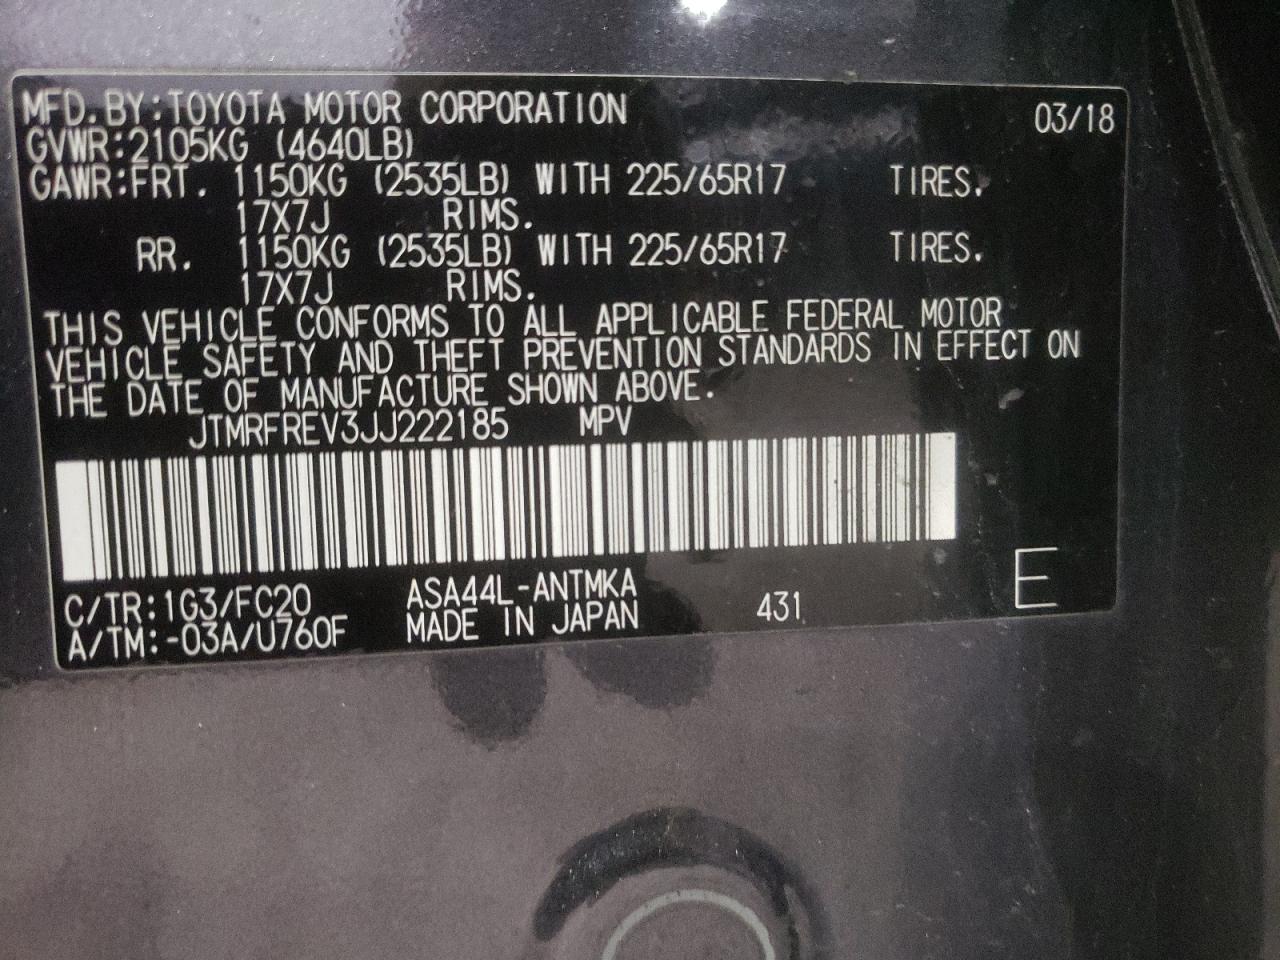 MFD.BY:TOYOTA MOTOR CORPORATION 03/18
GVWR:2105KG (4640LB)
GAWR:FRT. 1150KG (2535LB) WITH 225/65R17 TIRES.
17X7J RIMS.
RR. 1150KG (2535LB) WITH 225/65R17 TIRES.
17X7J RIMS.
THIS VEHICLE CONFORMS TO ALL APPLICABLE FEDERAL MOTOR
VEHICLE SAFETY AND THEFT PREVENTION STANDARDS IN EFFECT ON
THE DATE OF MANUFACTURE SHOWN ABOVE.
JTMRFREV3JJ222185 MPV
C/TR:1G3/FC20 ASA44L-ANTMKA 431 E
A/TM:-03A/U760F MADE IN JAPAN